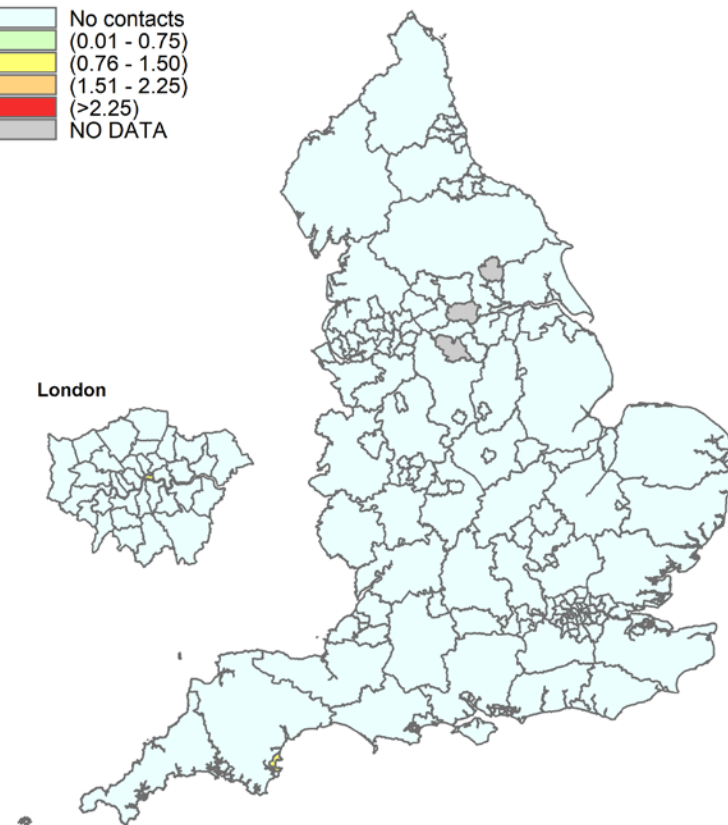 No contacts
(0.01 - 0.75)
(0.76 - 1.50)
(1.51 - 2.25)
(>2.25)
NO DATA
London